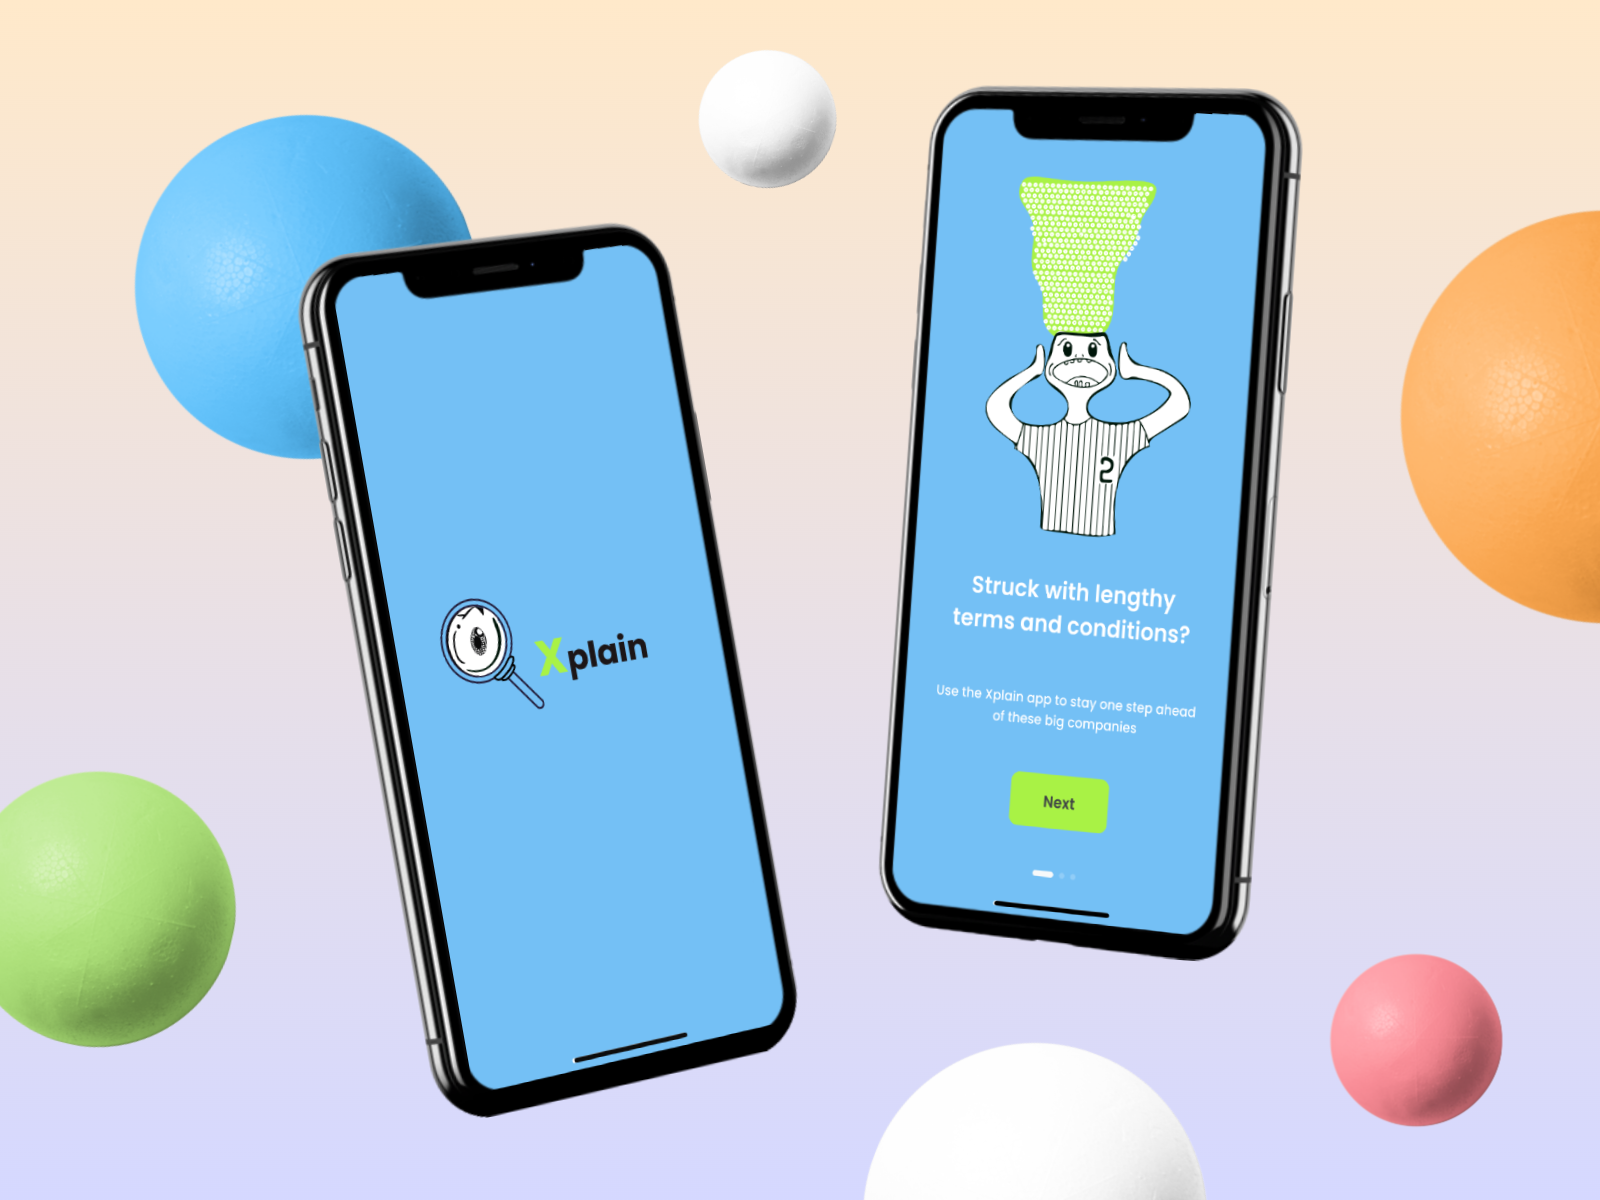 Xplain
2
Struck with lengthy
terms and conditions?
Use the Xplain app to stay one step ahead
of these big companies
Next